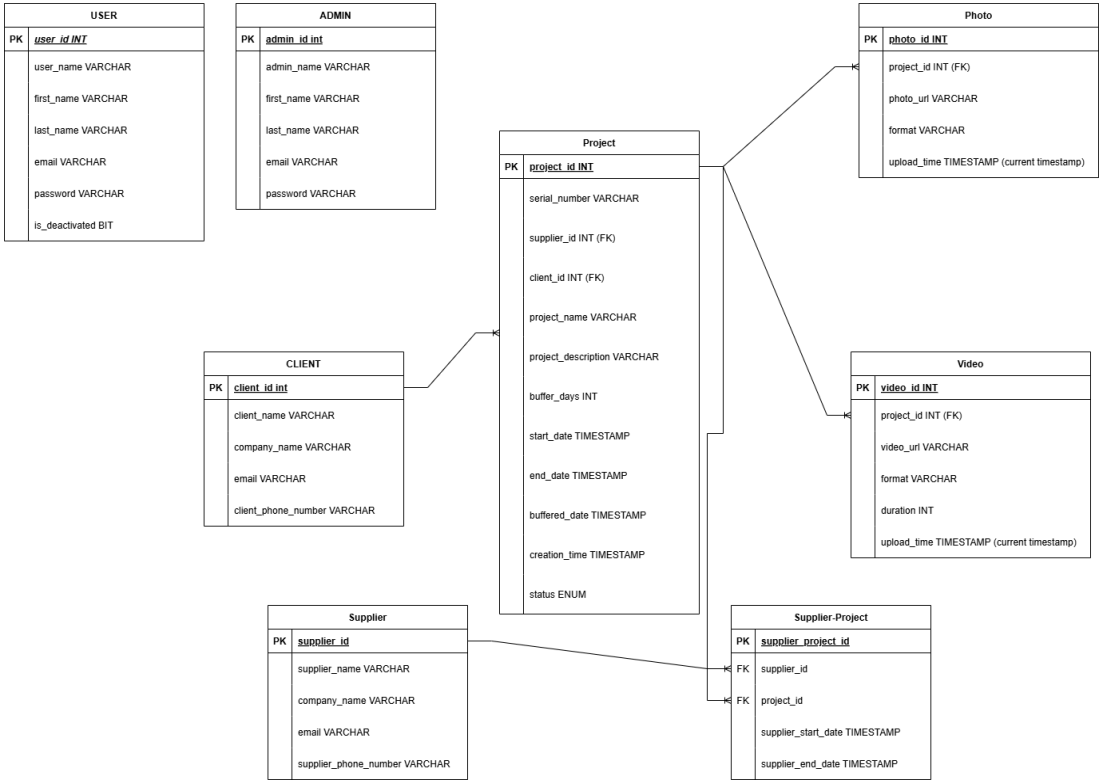 USER
PK user_id INT
user_name VARCHAR
first_name VARCHAR
last_name VARCHAR
email VARCHAR
password VARCHAR
is_deactivated BIT
ADMIN
PK admin_id int
admin_name VARCHAR
first_name VARCHAR
last_name VARCHAR
email VARCHAR
password VARCHAR
Project
PK project_id INT
serial_number VARCHAR
supplier_id INT (FK)
client_id INT (FK)
project_name VARCHAR
project_description VARCHAR
buffer_days INT
start_date TIMESTAMP
end_date TIMESTAMP
buffered_date TIMESTAMP
creation_time TIMESTAMP
status ENUM
Photo
PK photo_id INT
project_id INT (FK)
photo_url VARCHAR
format VARCHAR
upload_time TIMESTAMP (current timestamp)
CLIENT
PK client_id int
client_name VARCHAR
company_name VARCHAR
email VARCHAR
client_phone_number VARCHAR
Video
PK video_id INT
project_id INT (FK)
video_url VARCHAR
format VARCHAR
duration INT
upload_time TIMESTAMP (current timestamp)
Supplier
PK supplier_id
supplier_name VARCHAR
company_name VARCHAR
email VARCHAR
supplier_phone_number VARCHAR
Supplier-Project
PK supplier_project_id
FK supplier_id
FK project_id
supplier_start_date TIMESTAMP
supplier_end_date TIMESTAMP